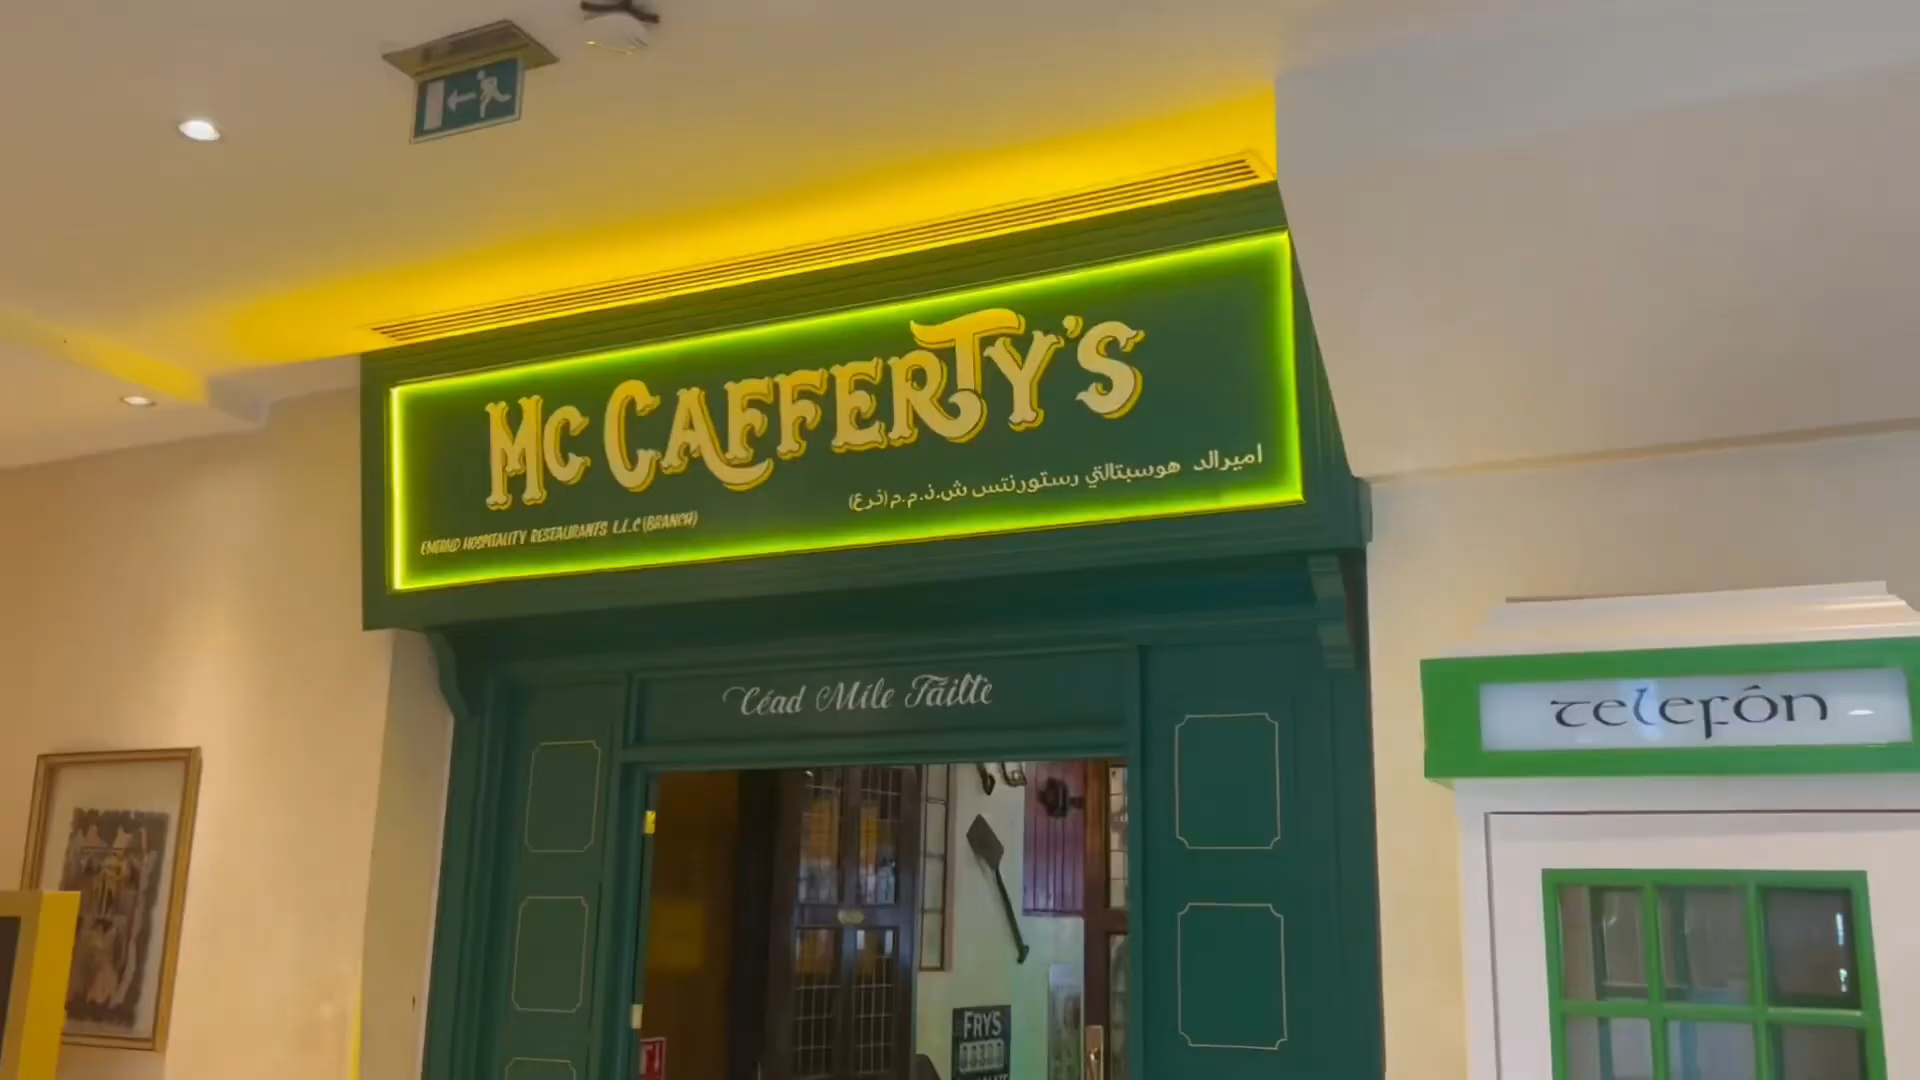 Mc CAFFERTY'S
EMERALD HOSPITALITY RESTAURANTS L.L.C (BRANCH)
اميرالد هوسبتالتي رستورنتس ش.ذ.م.م (فرع)
Céad Míle Fáilte
telefón
FRYS